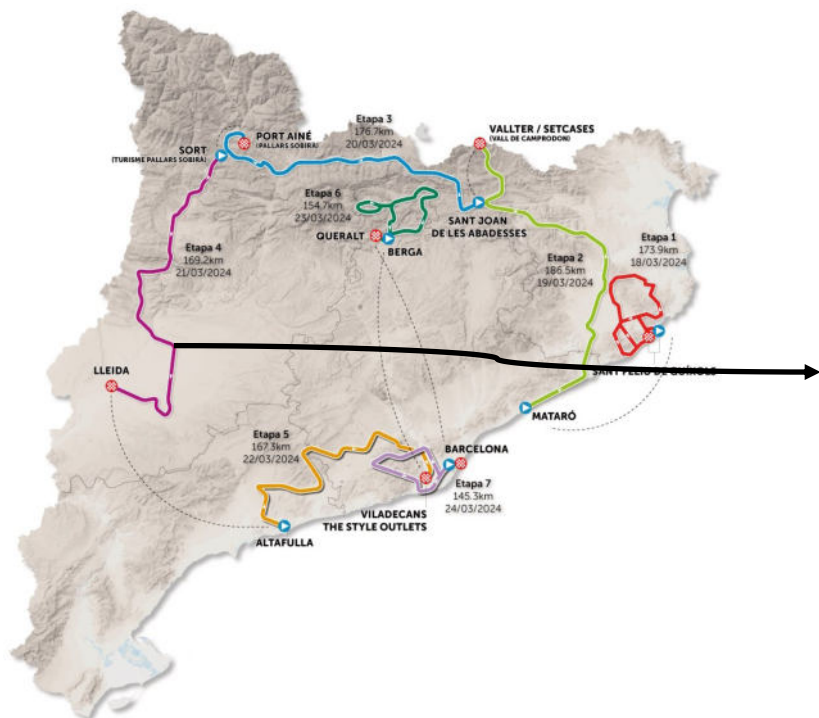 Etapa 3
176.7km
20/03/2024
VALLTER / SETCASES
(VALL DE CAMPRODON)
PORT AINÉ
(PALLARS SOBIRÀ)
SORT
(TURISME PALLARS SOBIRÀ)
Etapa 6
154.7km
23/03/2024
SANT JOAN
DE LES ABADESSES
QUERALT
BERGA
Etapa 1
173.9km
18/03/2024
Etapa 4
169.2km
21/03/2024
Etapa 2
186.5km
19/03/2024
LLEIDA
SANT FELIU DE GUÍXOLS
MATARÓ
Etapa 5
167.3km
22/03/2024
BARCELONA
Etapa 7
145.3km
24/03/2024
VILADECANS
THE STYLE OUTLETS
ALTAFULLA